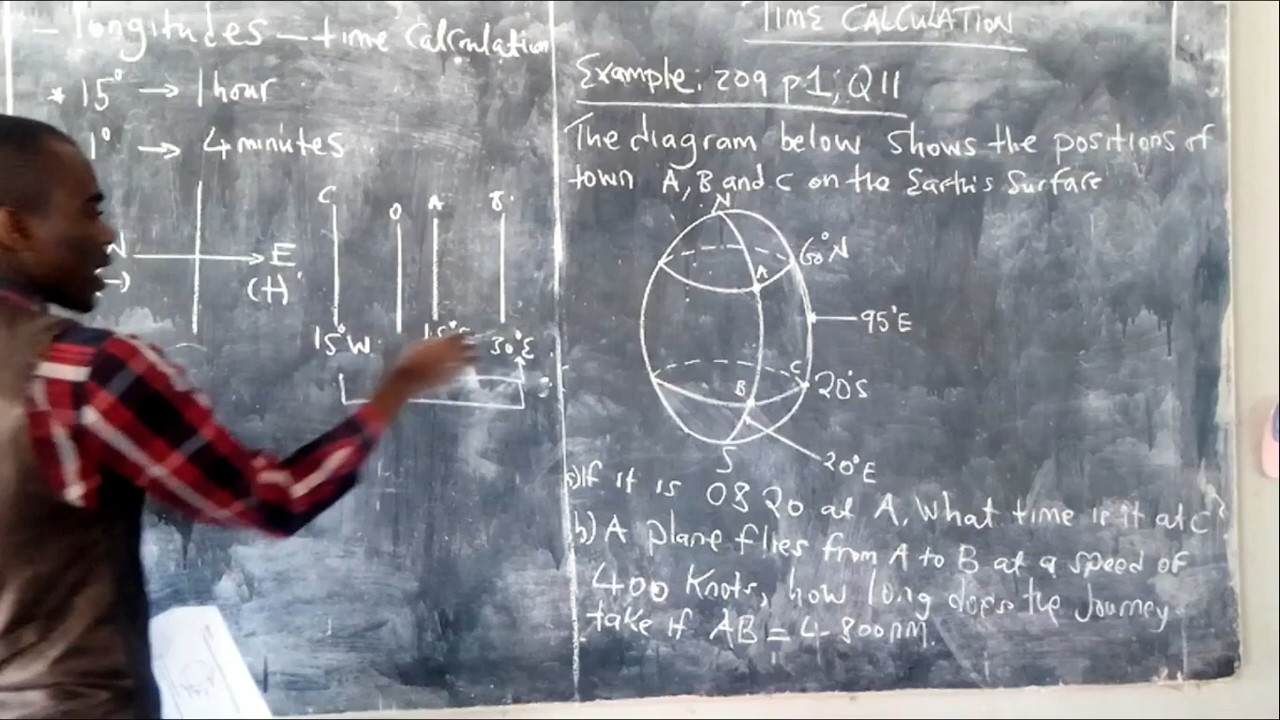 - longitudes - time calculation
* 15° → 1 hour
1° → 4 minutes
C O A B
E
(+)
15°W 30°E
TIME CALCULATION
Example: 209 p1; Q11
The diagram below shows the positions of
town A, B and C on the Earth's Surface
N
60°N
A
95°E
C
B
20°S
S
20°E
a) If it is 0820 at A. What time is it at C?
b) A plane flies from A to B at a speed of
400 Knots, how long does the Journey
take if AB = 4800nm.